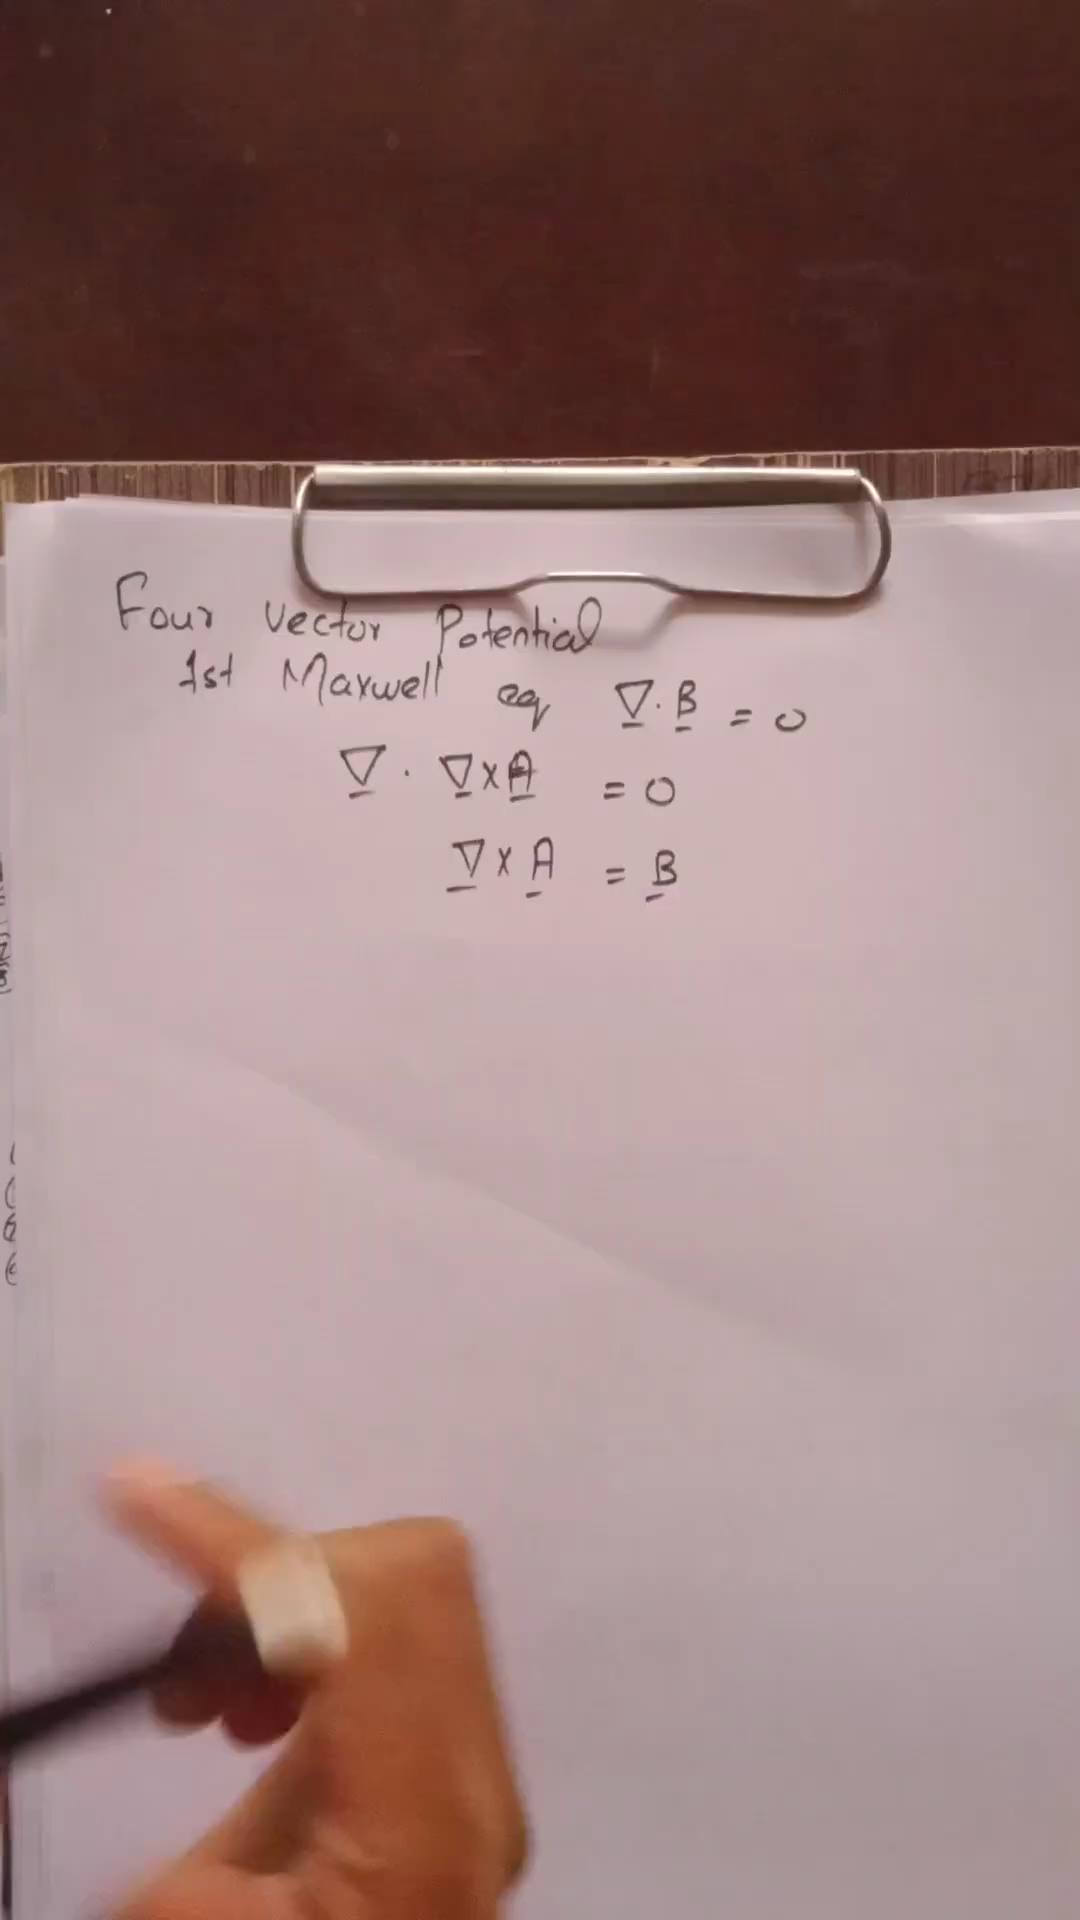 Four Vector Potential
1st Maxwell eq ∇·B = 0
∇ · ∇×A = 0
∇×A = B